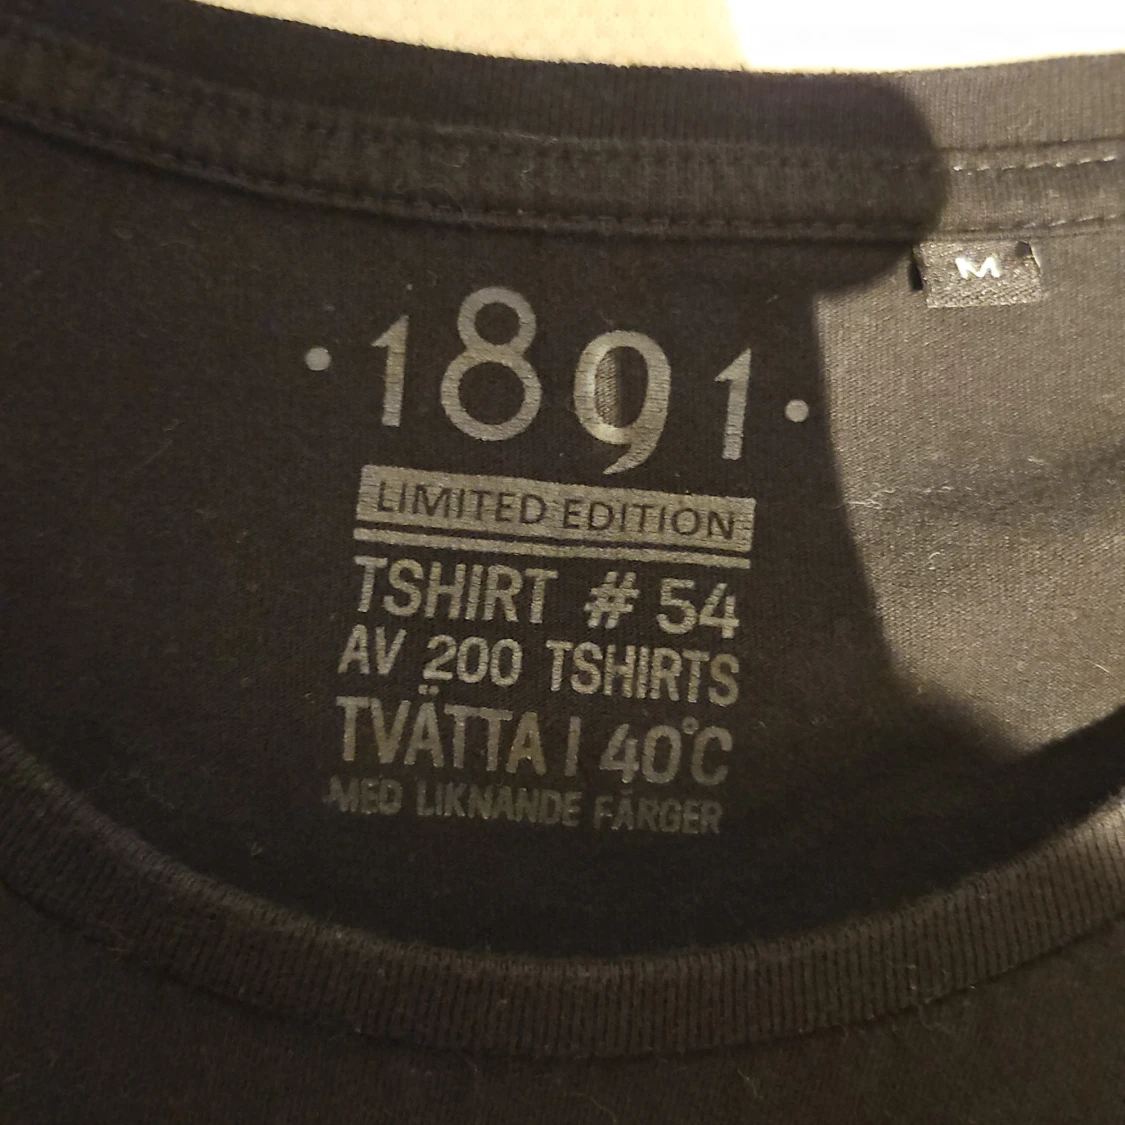 M
•1891•
LIMITED EDITION
TSHIRT # 54
AV 200 TSHIRTS
TVÄTTA I 40°C
MED LIKNANDE FÄRGER